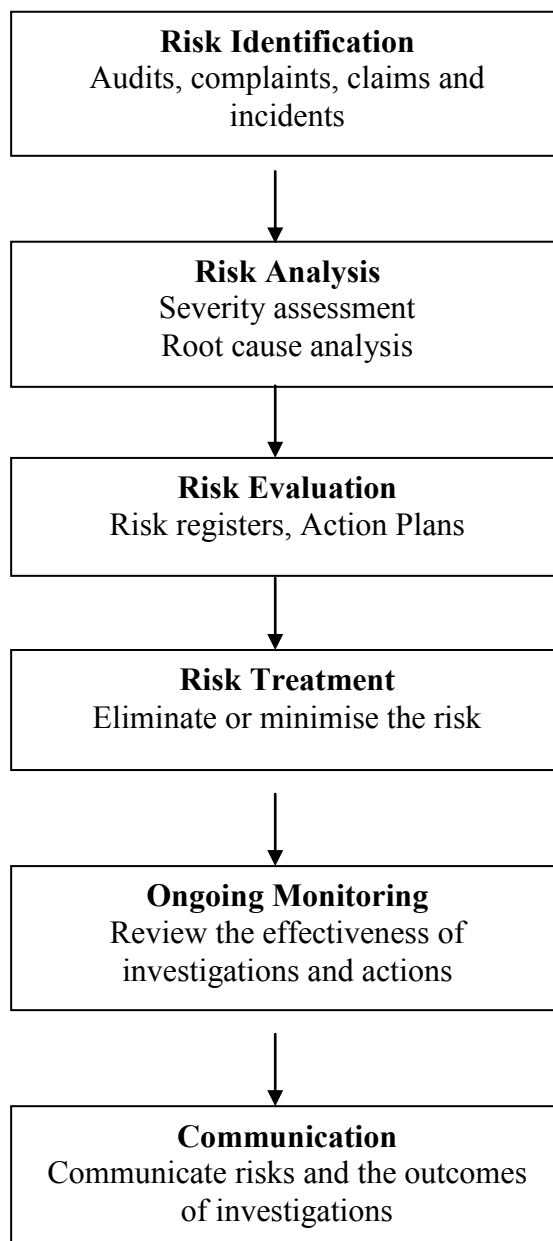 Risk Identification
Audits, complaints, claims and
incidents
Risk Analysis
Severity assessment
Root cause analysis
Risk Evaluation
Risk registers, Action Plans
Risk Treatment
Eliminate or minimise the risk
Ongoing Monitoring
Review the effectiveness of
investigations and actions
Communication
Communicate risks and the outcomes
of investigations